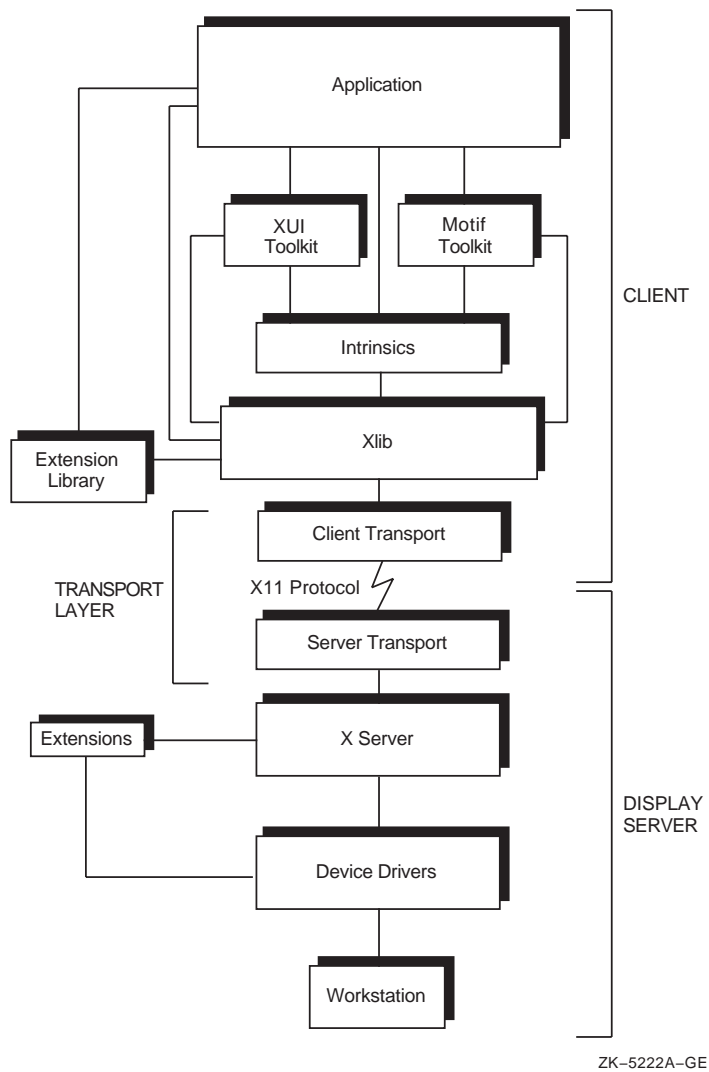 Application
XUI
Toolkit
Motif
Toolkit
CLIENT
Intrinsics
Xlib
Extension
Library
Client Transport
TRANSPORT
LAYER
X11 Protocol
Server Transport
Extensions
X Server
DISPLAY
SERVER
Device Drivers
Workstation
ZK–5222A–GE